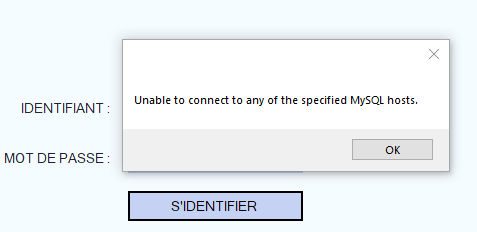 Unable to connect to any of the specified MySQL hosts.
IDENTIFIANT :
OK
MOT DE PASSE :
S'IDENTIFIER